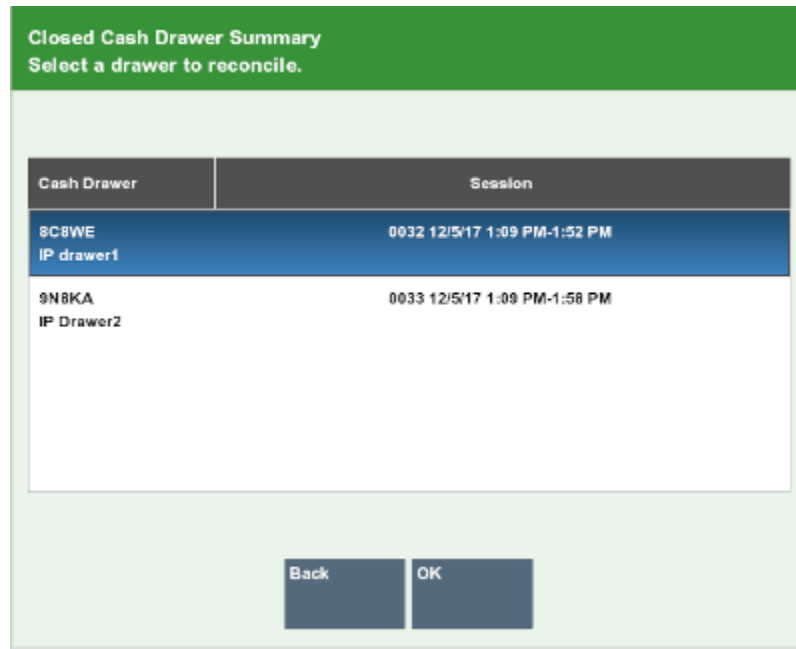 Closed Cash Drawer Summary
Select a drawer to reconcile.
Cash Drawer Session
8C8WE 0032 12/5/17 1:09 PM-1:52 PM
IP drawer1
9N8KA 0033 12/5/17 1:09 PM-1:58 PM
IP Drawer2
Back OK